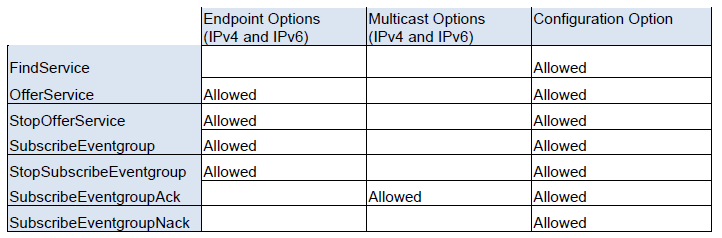 Endpoint Options Multicast Options Configuration Option
(IPv4 and IPv6) (IPv4 and IPv6)
FindService Allowed
OfferService Allowed Allowed
StopOfferService Allowed Allowed
SubscribeEventgroup Allowed Allowed
StopSubscribeEventgroup Allowed Allowed
SubscribeEventgroupAck Allowed Allowed
SubscribeEventgroupNack Allowed